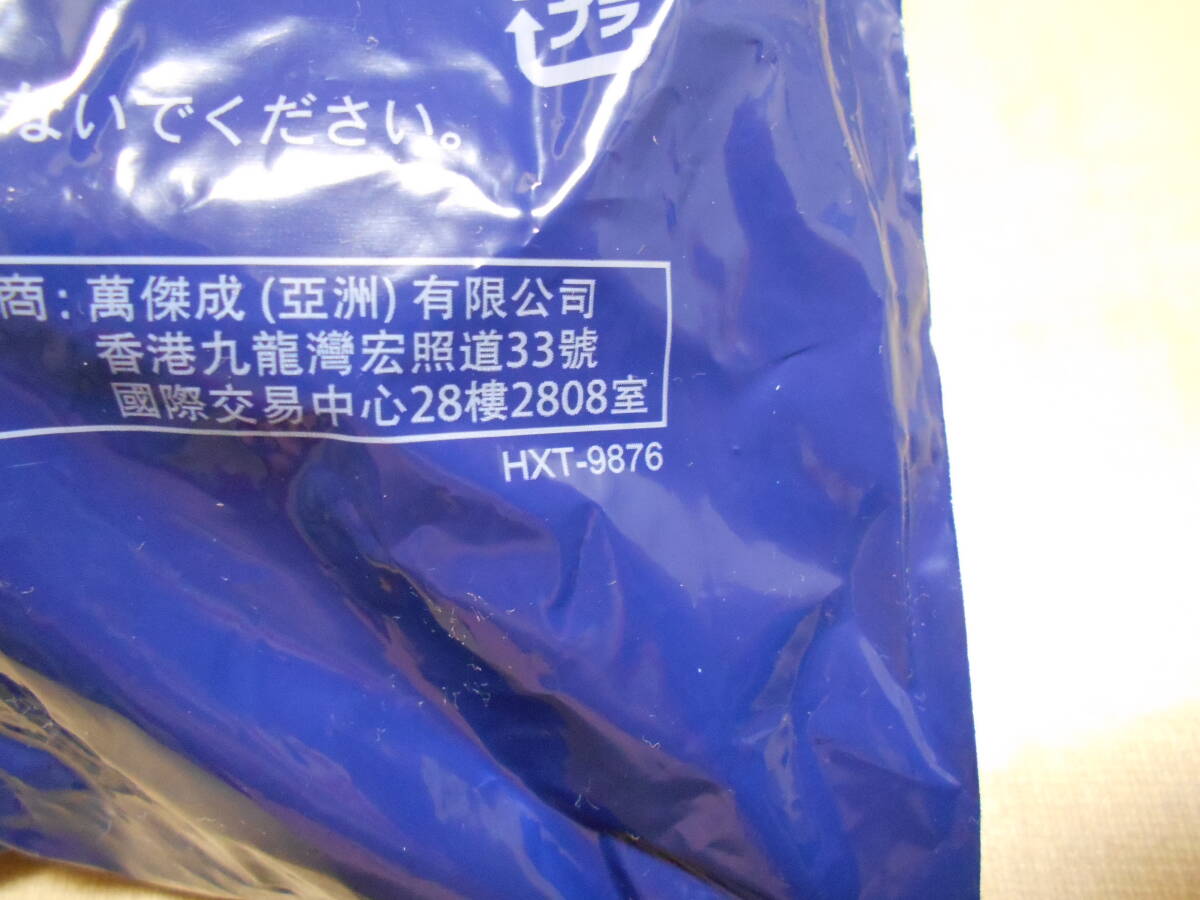 プラ
ないでください。
商: 萬傑成 (亞洲) 有限公司
香港九龍灣宏照道33號
國際交易中心28樓2808室
HXT-9876